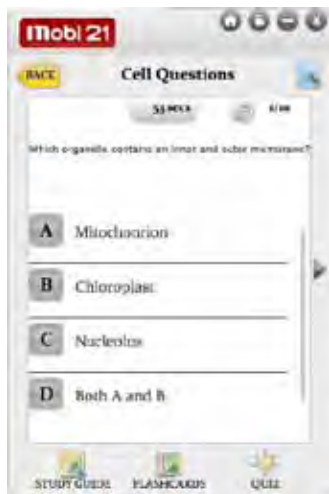 Mobi 21
BACK
Cell Questions
Which organelle contains an inner and outer membrane?
A Mitochondrion
B Chloroplast
C Nucleolus
D Both A and B
STUDY GUIDE FLASHCARDS QUIZ